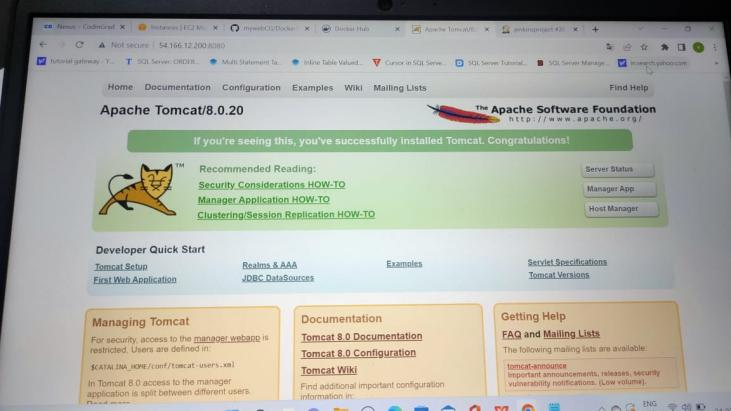 Nexus - CodinGrad
Instances | EC2 M
mywebCG/Docker
Docker Hub
Apache Tomcat/8.
jenkinsproject #20
Not secure 54.166.12.200:8080
tutorial gateway - Y...
SQL Server: ORDER...
Multi Statement Ta...
Inline Table Valued...
Cursor in SQL Serve...
SQL Server Tutorial...
SQL Server Manage...
in.search.yahoo.com
Home Documentation Configuration Examples Wiki Mailing Lists Find Help
Apache Tomcat/8.0.20
The Apache Software Foundation
http://www.apache.org/
If you're seeing this, you've successfully installed Tomcat. Congratulations!
TM
Recommended Reading:
Security Considerations HOW-TO
Manager Application HOW-TO
Clustering/Session Replication HOW-TO
Server Status
Manager App
Host Manager
Developer Quick Start
Tomcat Setup
First Web Application
Realms & AAA
JDBC DataSources
Examples
Servlet Specifications
Tomcat Versions
Managing Tomcat
For security, access to the manager webapp is
restricted. Users are defined in:
$CATALINA_HOME/conf/tomcat-users.xml
In Tomcat 8.0 access to the manager
application is split between different users.
Read more...
Documentation
Tomcat 8.0 Documentation
Tomcat 8.0 Configuration
Tomcat Wiki
Find additional important configuration
information in:
Getting Help
FAQ and Mailing Lists
The following mailing lists are available:
tomcat-announce
Important announcements, releases, security
vulnerability notifications. (Low volume).
ENG